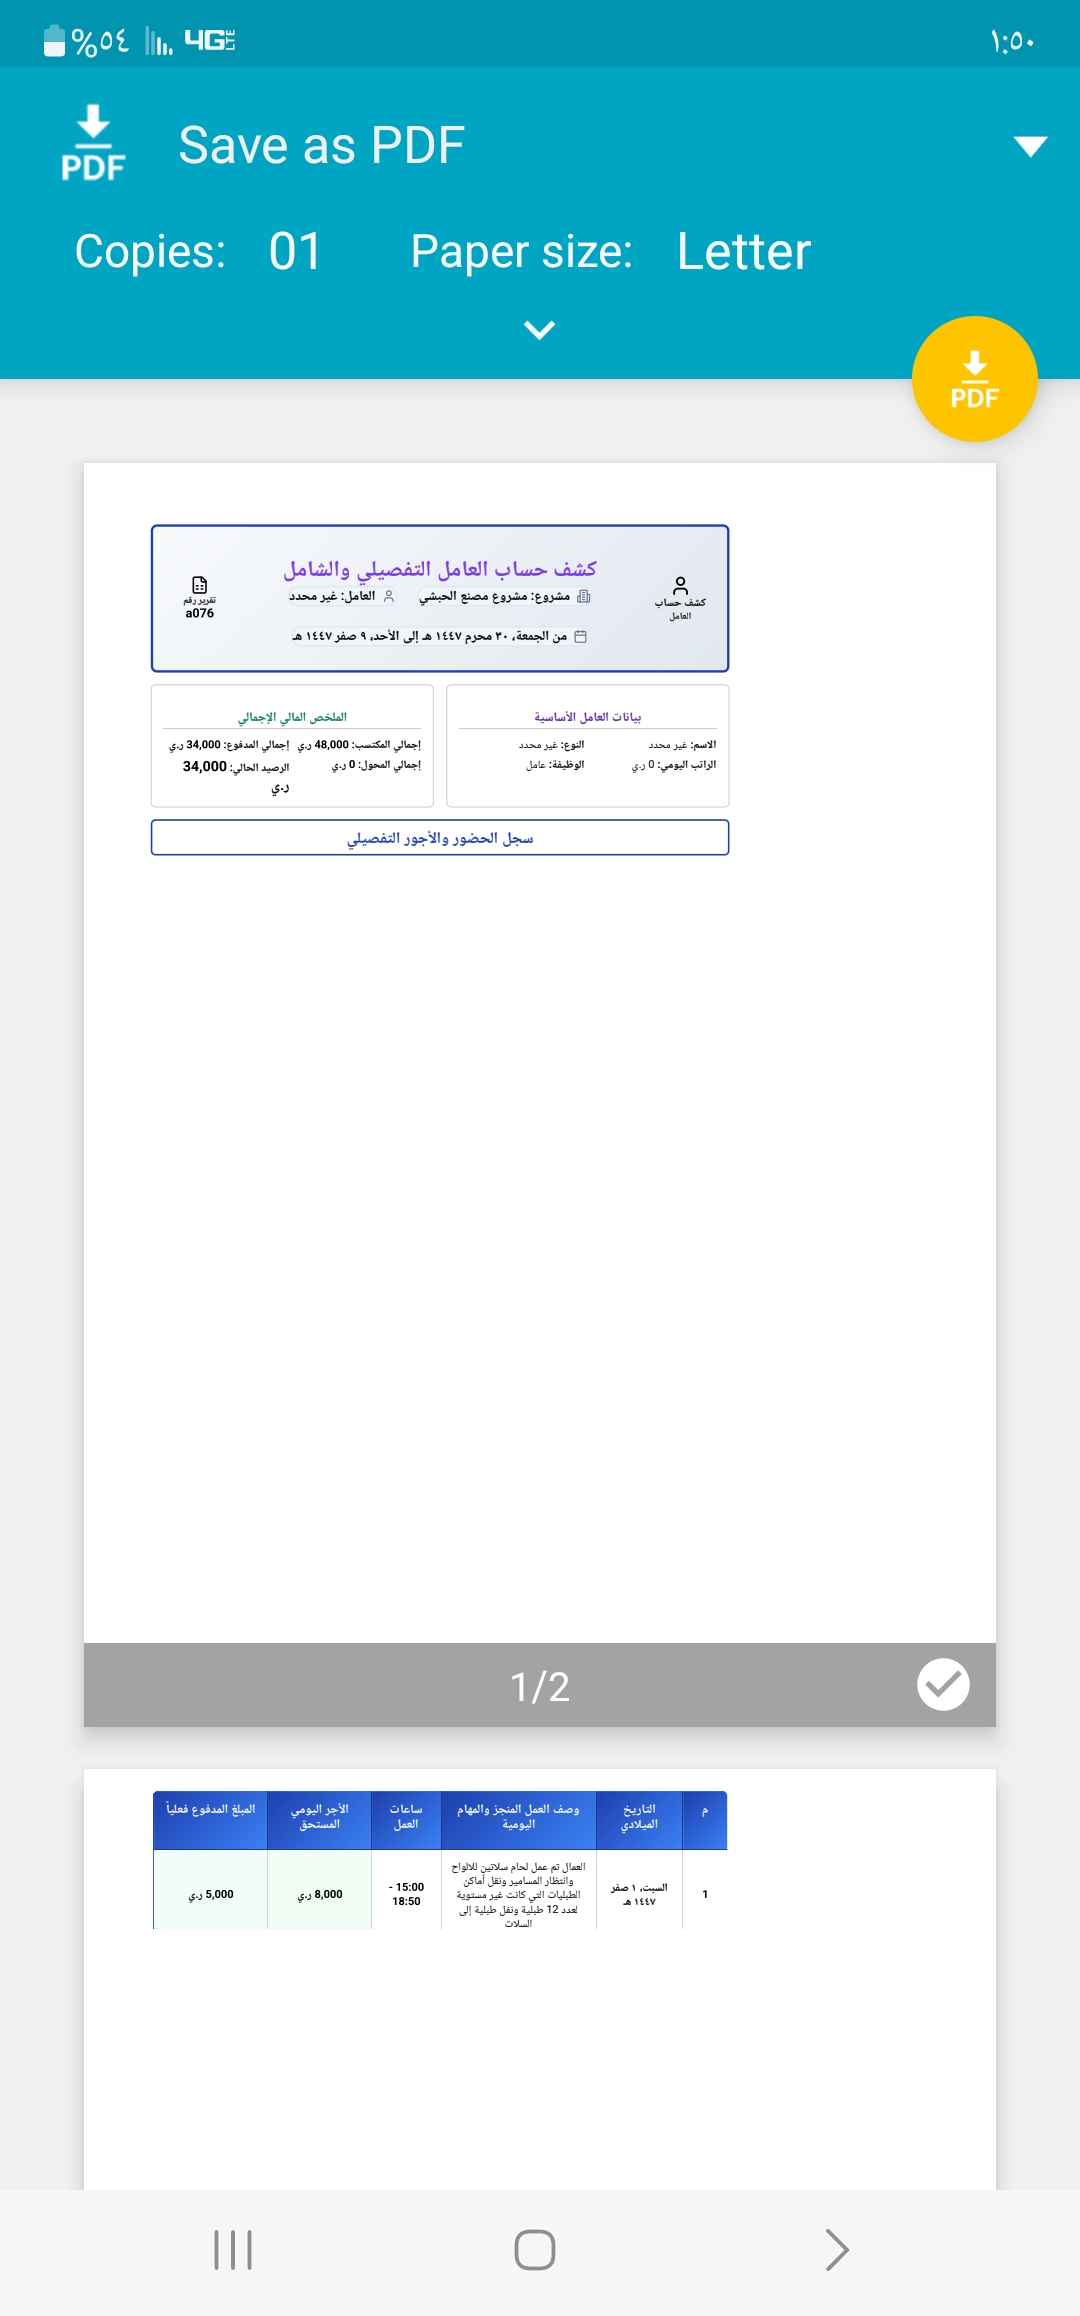 %٥٤ 4G LTE ١:٥٠
PDF Save as PDF
Copies: 01 Paper size: Letter
PDF
كشف حساب العامل التفصيلي والشامل
كشف حساب
العامل
مشروع: مشروع مصنع الحبشي العامل: غير محدد
من الجمعة، ٣٠ محرم ١٤٤٧ هـ إلى الأحد، ٩ صفر ١٤٤٧ هـ
تقرير رقم
a076
بيانات العامل الأساسية
الاسم: غير محدد النوع: غير محدد
الراتب اليومي: 0 ر.ي الوظيفة: عامل
الملخص المالي الإجمالي
إجمالي المكتسب: 48,000 ر.ي إجمالي المدفوع: 34,000 ر.ي
إجمالي المحول: 0 ر.ي الرصيد الحالي: 34,000
ر.ي
سجل الحضور والأجور التفصيلي
1/2
م
التاريخ
الميلادي
وصف العمل المنجز والمهام
اليومية
ساعات
العمل
الأجر اليومي
المستحق
المبلغ المدفوع فعلياً
1
السبت، ١ صفر
١٤٤٧ هـ
العمال تم عمل لحام سلاتين للالواح
وانتظار المسامير ونقل أماكن
الطبليات التي كانت غير مستوية
لعدد 12 طبلية ونقل طبلية إلى
السلات
15:00 -
18:50
8,000 ر.ي
5,000 ر.ي